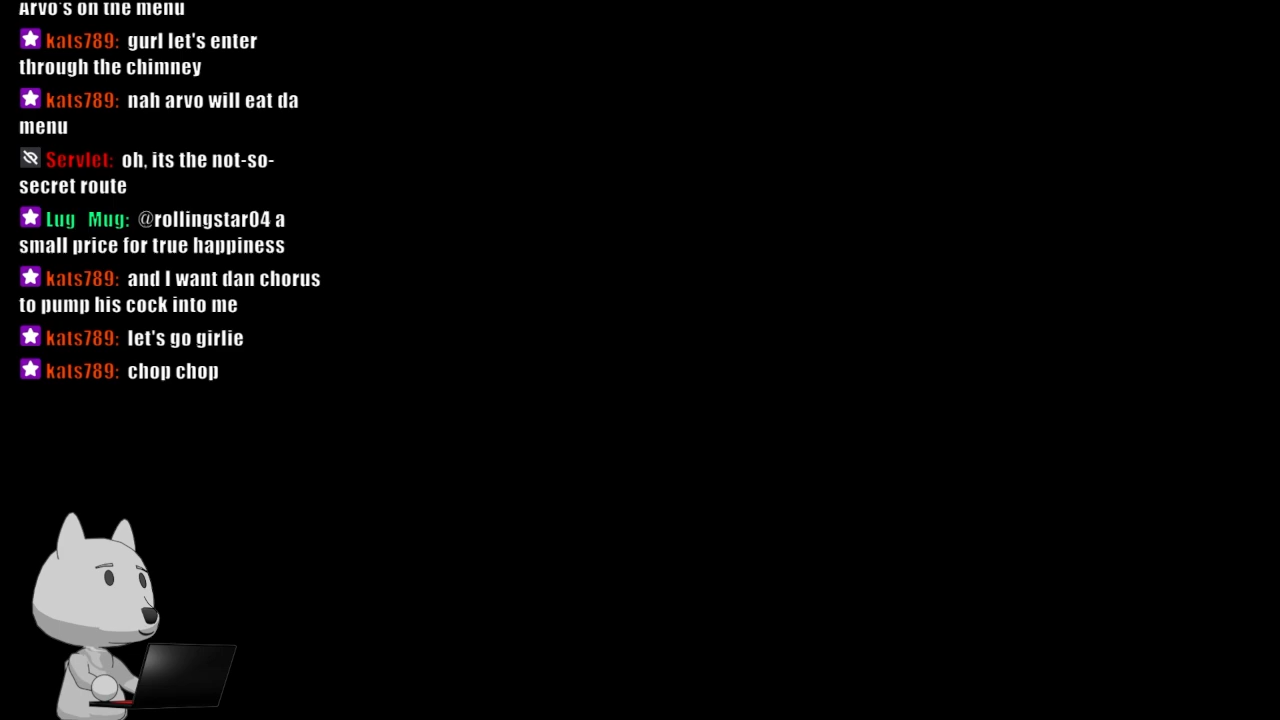 Arvo's on the menu
kats789: gurl let's enter
through the chimney
kats789: nah arvo will eat da
menu
Servlet: oh, its the not-so-
secret route
Lug_Mug: @rollingstar04 a
small price for true happiness
kats789: and I want dan chorus
to pump his cock into me
kats789: let's go girlie
kats789: chop chop